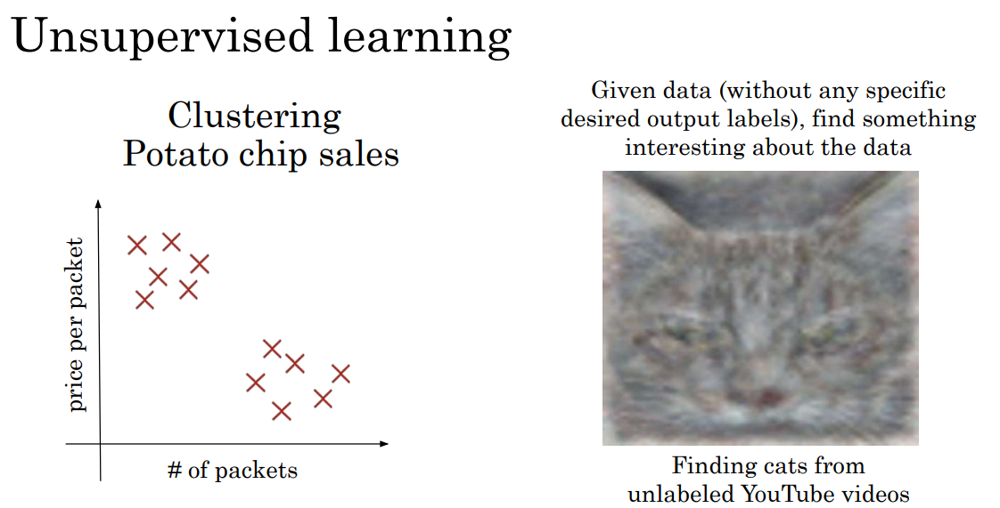 Unsupervised learning
Clustering
Potato chip sales
price per packet
# of packets
Given data (without any specific
desired output labels), find something
interesting about the data
Finding cats from
unlabeled YouTube videos